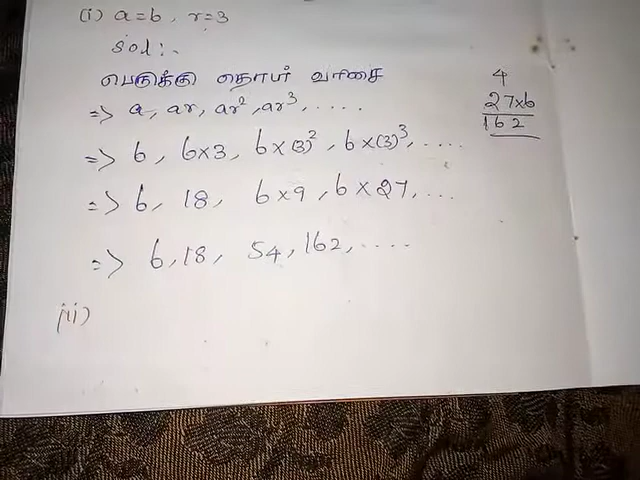 (i) a = 6, r = 3
Sol :-
பெருக்கு தொடர் வரிசை
=> a, ar, ar², ar³, .....
=> 6, 6×3, 6×(3)², 6×(3)³, ....
=> 6, 18, 6×9, 6×27, ...
=> 6, 18, 54, 162, ....
4
27×6
162
(ii)